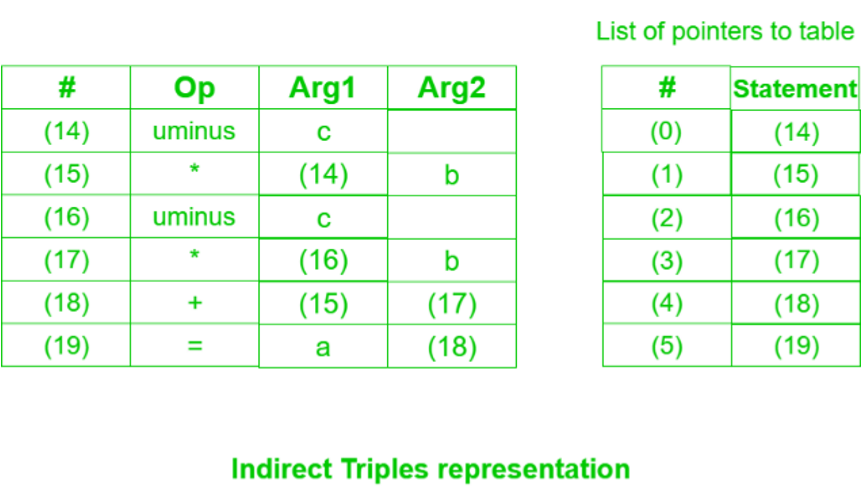 List of pointers to table
# Op Arg1 Arg2 # Statement
(14) uminus c (0) (14)
(15) * (14) b (1) (15)
(16) uminus c (2) (16)
(17) * (16) b (3) (17)
(18) + (15) (17) (4) (18)
(19) = a (18) (5) (19)
Indirect Triples representation